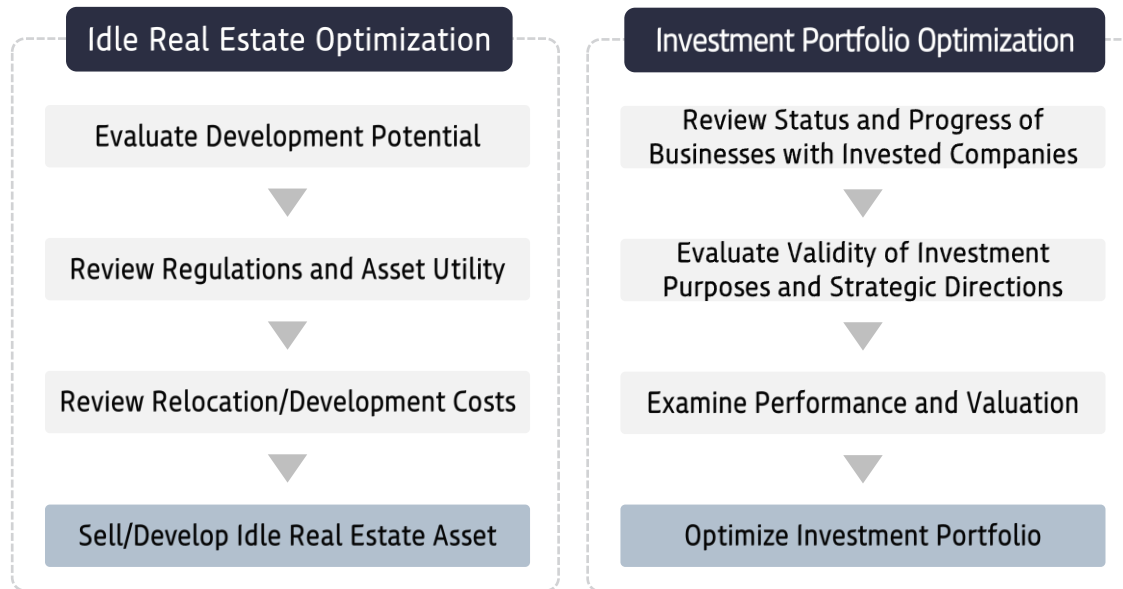 Idle Real Estate Optimization
Evaluate Development Potential
Review Regulations and Asset Utility
Review Relocation/Development Costs
Sell/Develop Idle Real Estate Asset
Investment Portfolio Optimization
Review Status and Progress of
Businesses with Invested Companies
Evaluate Validity of Investment
Purposes and Strategic Directions
Examine Performance and Valuation
Optimize Investment Portfolio